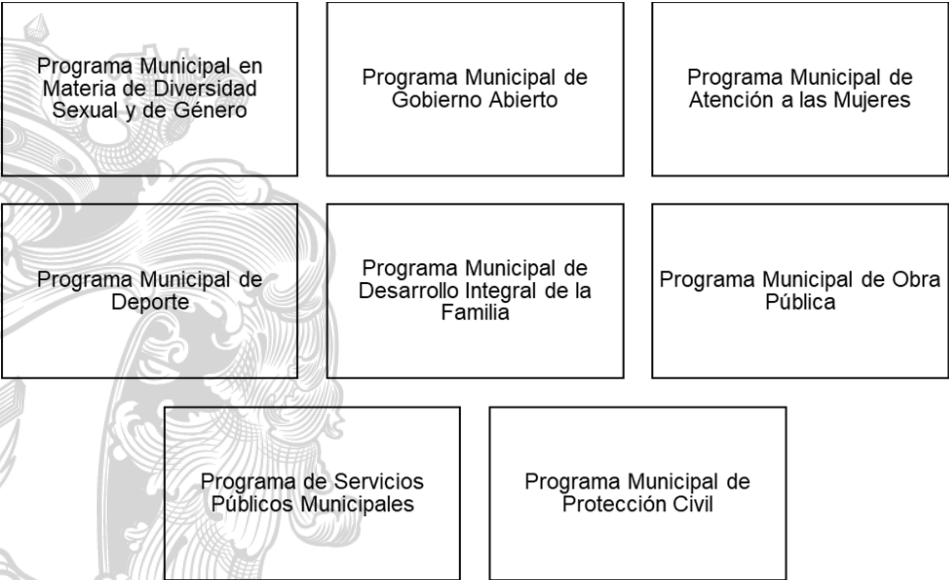 Programa Municipal en
Materia de Diversidad
Sexual y de Género
Programa Municipal de
Gobierno Abierto
Programa Municipal de
Atención a las Mujeres
Programa Municipal de
Deporte
Programa Municipal de
Desarrollo Integral de la
Familia
Programa Municipal de Obra
Pública
Programa de Servicios
Públicos Municipales
Programa Municipal de
Protección Civil